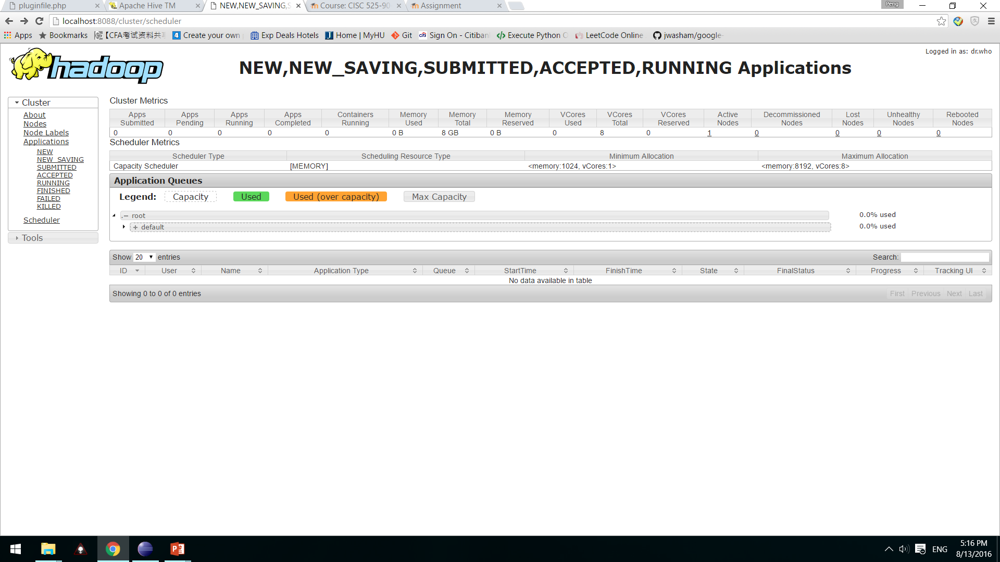 pluginfile.php
Apache Hive TM
NEW,NEW_SAVING,S
Course: CISC 525-90
Assignment
Peng
localhost:8088/cluster/scheduler
Apps
Bookmarks
【CFA考试资料共享
Create your own
Exp Deals Hotels
Home | MyHU
Git
Sign On - Citiban
Execute Python O
LeetCode Online
jwasham/google-
hadoop
NEW,NEW_SAVING,SUBMITTED,ACCEPTED,RUNNING Applications
Logged in as: dr.who
Cluster
About
Nodes
Node Labels
Applications
NEW
NEW_SAVING
SUBMITTED
ACCEPTED
RUNNING
FINISHED
FAILED
KILLED
Scheduler
Tools
Cluster Metrics
Apps Submitted Apps Pending Apps Running Apps Completed Containers Running Memory Used Memory Total Memory Reserved VCores Used VCores Total VCores Reserved Active Nodes Decommissioned Nodes Lost Nodes Unhealthy Nodes Rebooted Nodes
0 0 0 0 0 0 B 8 GB 0 B 0 8 0 1 0 0 0 0
Scheduler Metrics
Scheduler Type Scheduling Resource Type Minimum Allocation Maximum Allocation
Capacity Scheduler [MEMORY] <memory:1024, vCores:1> <memory:8192, vCores:8>
Application Queues
Legend: Capacity Used Used (over capacity) Max Capacity
.– root 0.0% used
+ default 0.0% used
Show 20 entries Search:
ID User Name Application Type Queue StartTime FinishTime State FinalStatus Progress Tracking UI
No data available in table
Showing 0 to 0 of 0 entries First Previous Next Last
ENG
5:16 PM
8/13/2016